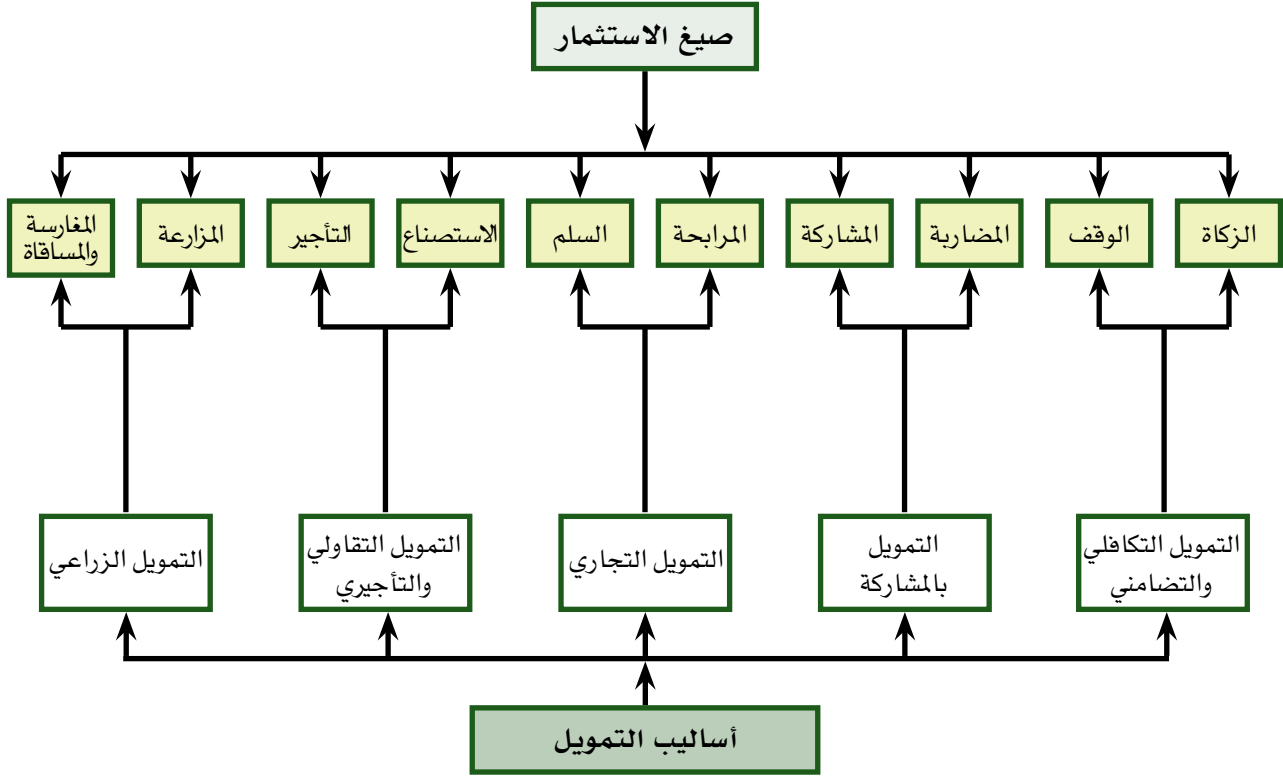 صيغ الاستثمار
الزكاة
الوقف
المضاربة
المشاركة
المرابحة
السلم
الاستصناع
التأجير
المزارعة
المغارسة
والمساقاة
التمويل التكافلي
والتضامني
التمويل
بالمشاركة
التمويل التجاري
التمويل التقاولي
والتأجيري
التمويل الزراعي
أساليب التمويل